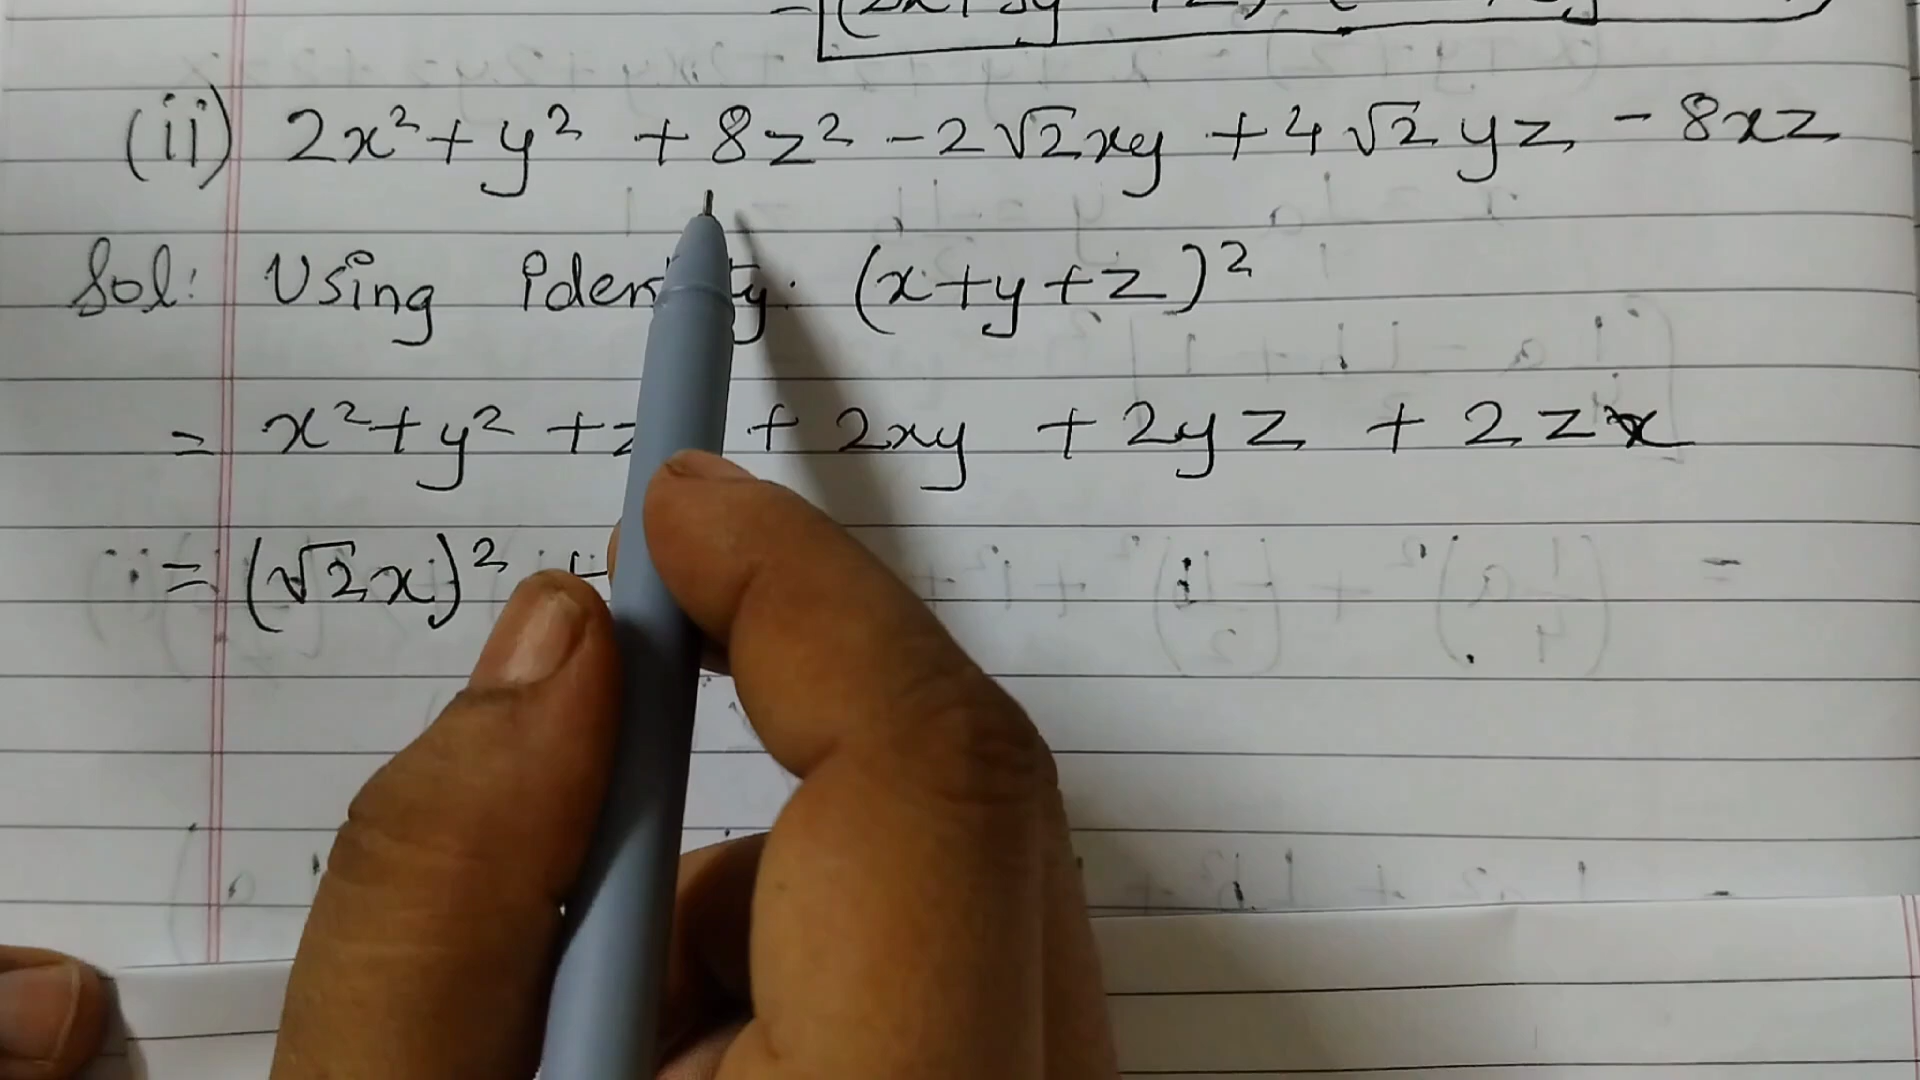 (ii) 2x² + y² + 8z² - 2√2xy + 4√2yz - 8xz
Sol: Using (x+y+z)²
= x² + y² + z + 2xy + 2yz + 2zx
= (√2x)² +